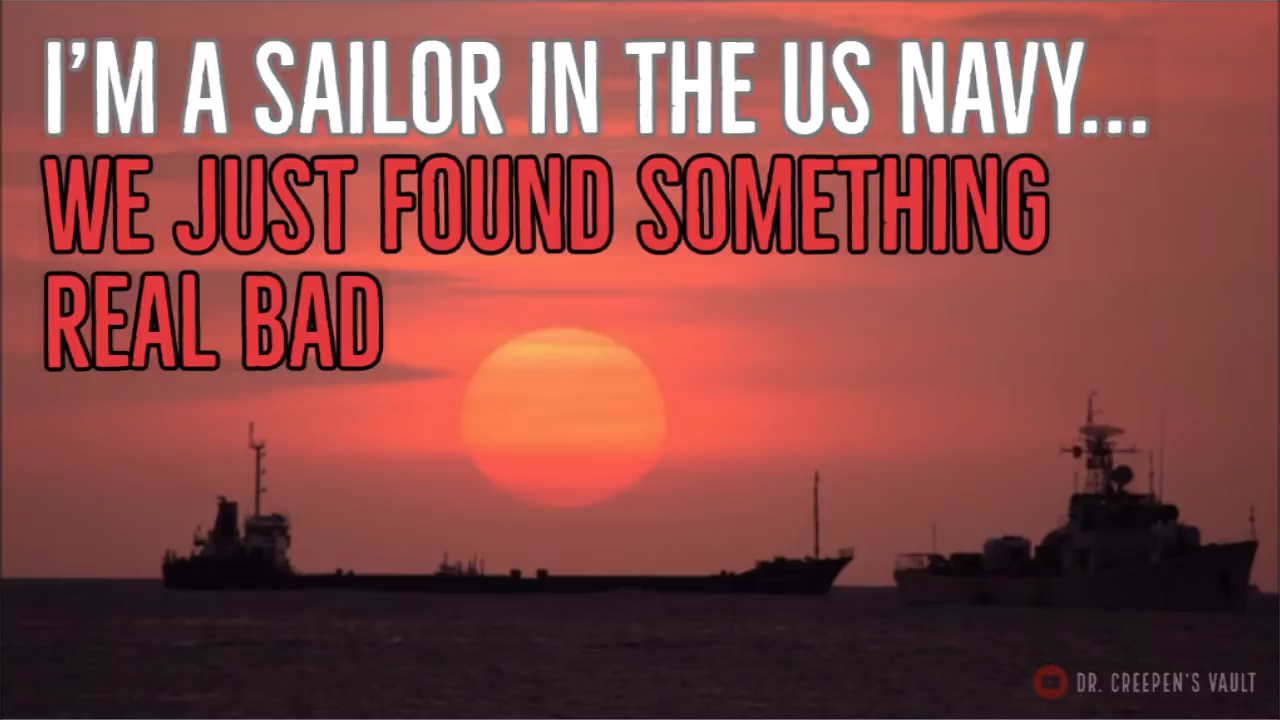 I'M A SAILOR IN THE US NAVY...
WE JUST FOUND SOMETHING
REAL BAD
DR. CREEPEN'S VAULT